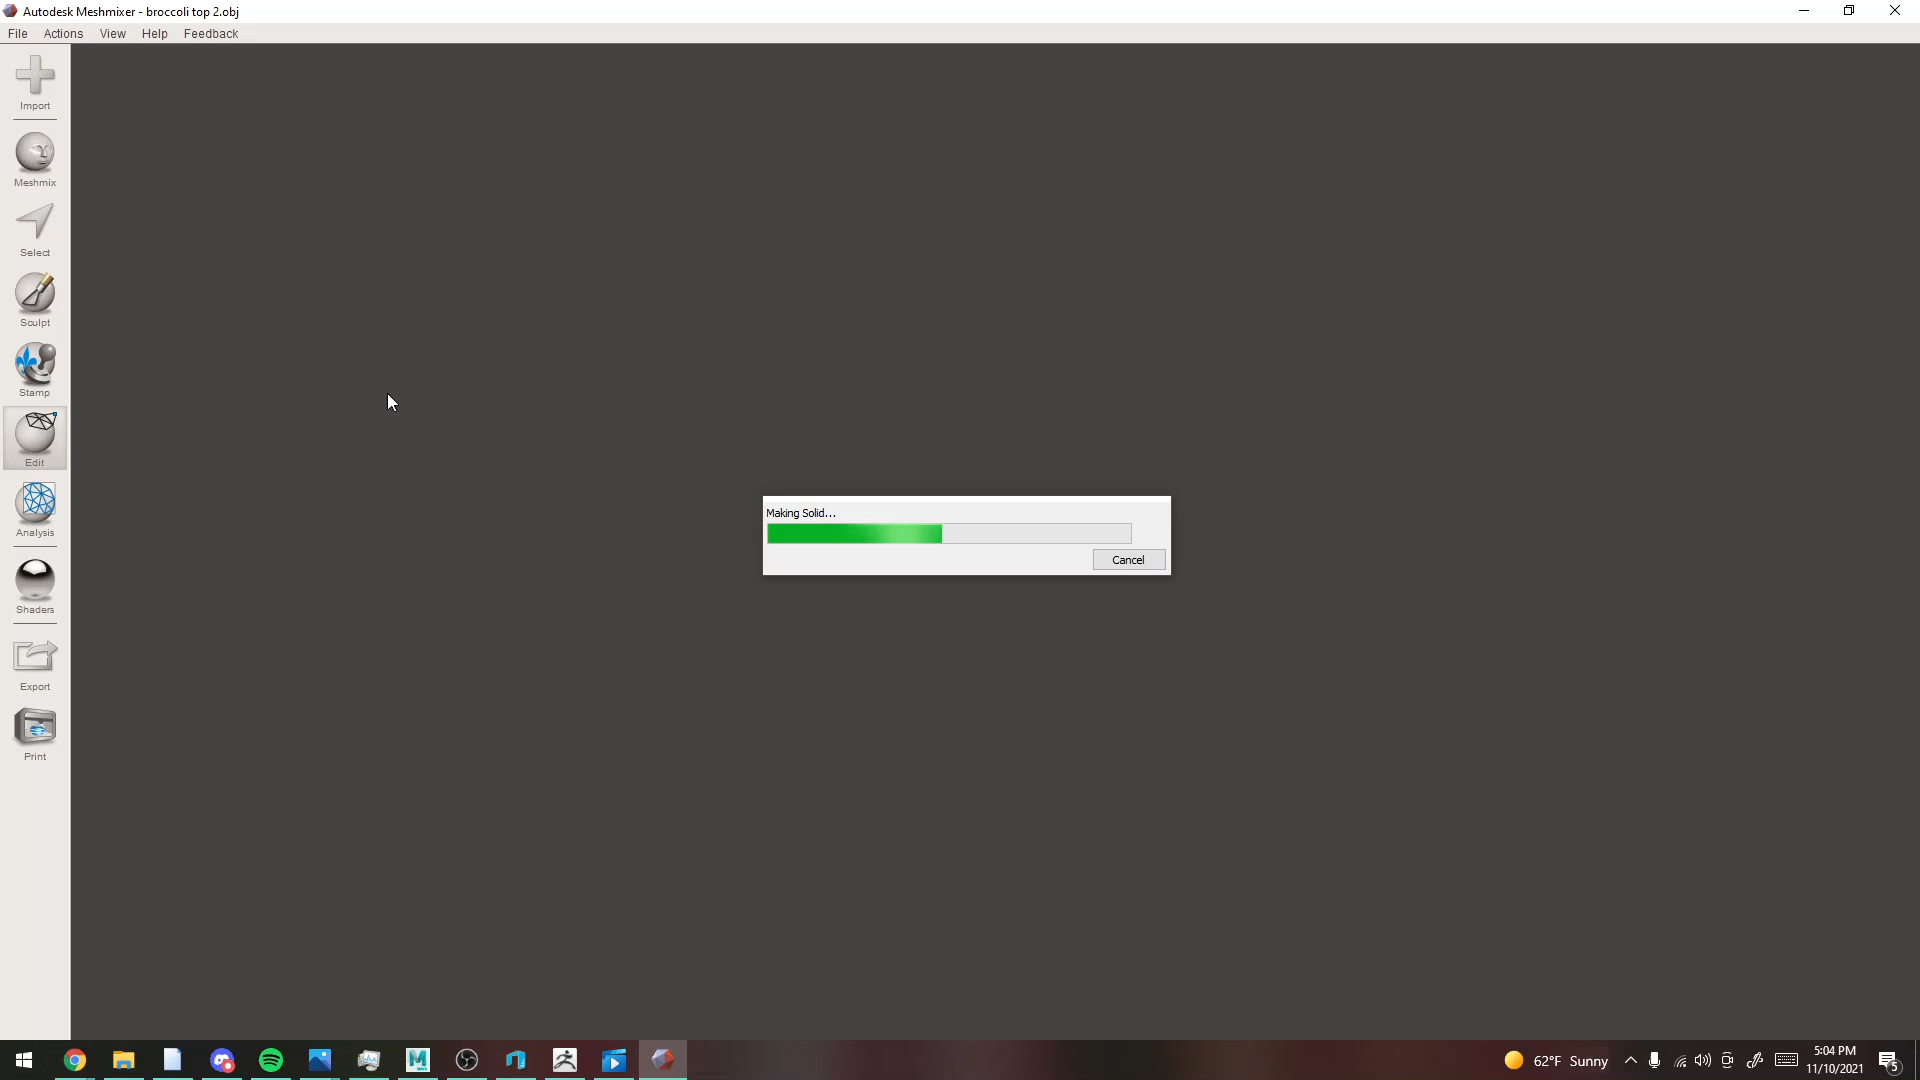 Autodesk Meshmixer - broccoli top 2.obj
File Actions View Help Feedback
Import
Meshmix
Select
Sculpt
Stamp
Edit
Analysis
Shaders
Export
Print
Making Solid...
Cancel
M
62°F Sunny
5:04 PM
11/10/2021
5